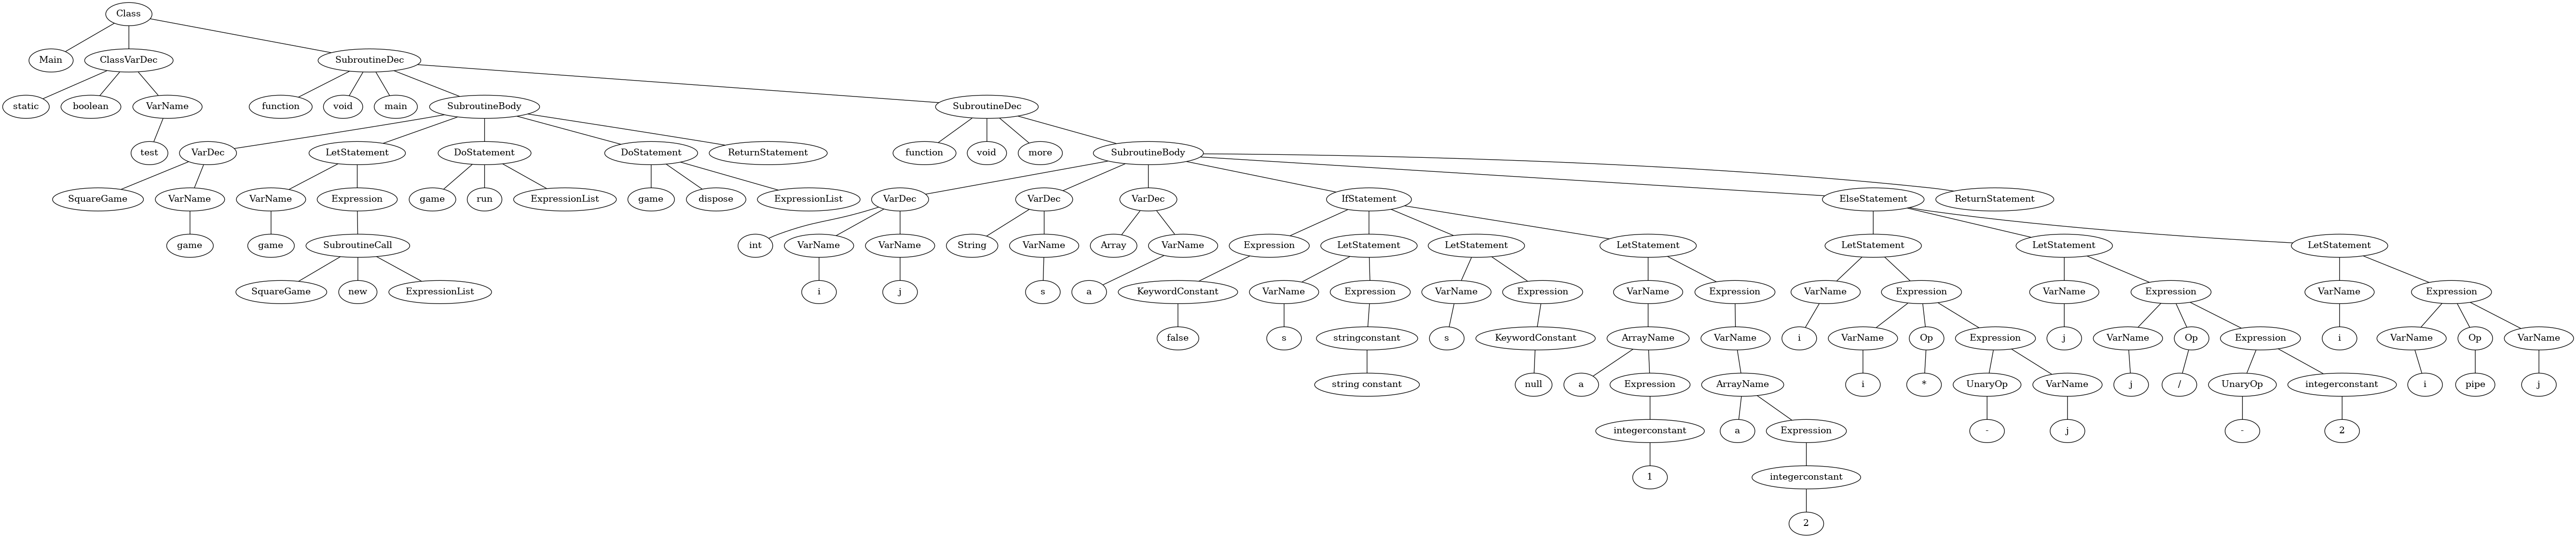 Class
Main ClassVarDec SubroutineDec
static boolean VarName function void main SubroutineBody SubroutineDec
test VarDec LetStatement DoStatement DoStatement ReturnStatement function void more SubroutineBody
SquareGame VarName VarName Expression game run ExpressionList game dispose ExpressionList VarDec VarDec VarDec IfStatement ElseStatement ReturnStatement
game game SubroutineCall int VarName VarName String VarName Array VarName Expression LetStatement LetStatement LetStatement LetStatement LetStatement LetStatement
SquareGame new ExpressionList i j s a KeywordConstant VarName Expression VarName Expression VarName Expression VarName Expression VarName Expression VarName Expression
false s stringconstant s KeywordConstant ArrayName VarName i VarName Op Expression j VarName Op Expression i VarName Op VarName
string constant null a Expression ArrayName i * UnaryOp VarName j / UnaryOp integerconstant i pipe j
integerconstant a Expression - j - 2
1 integerconstant
2